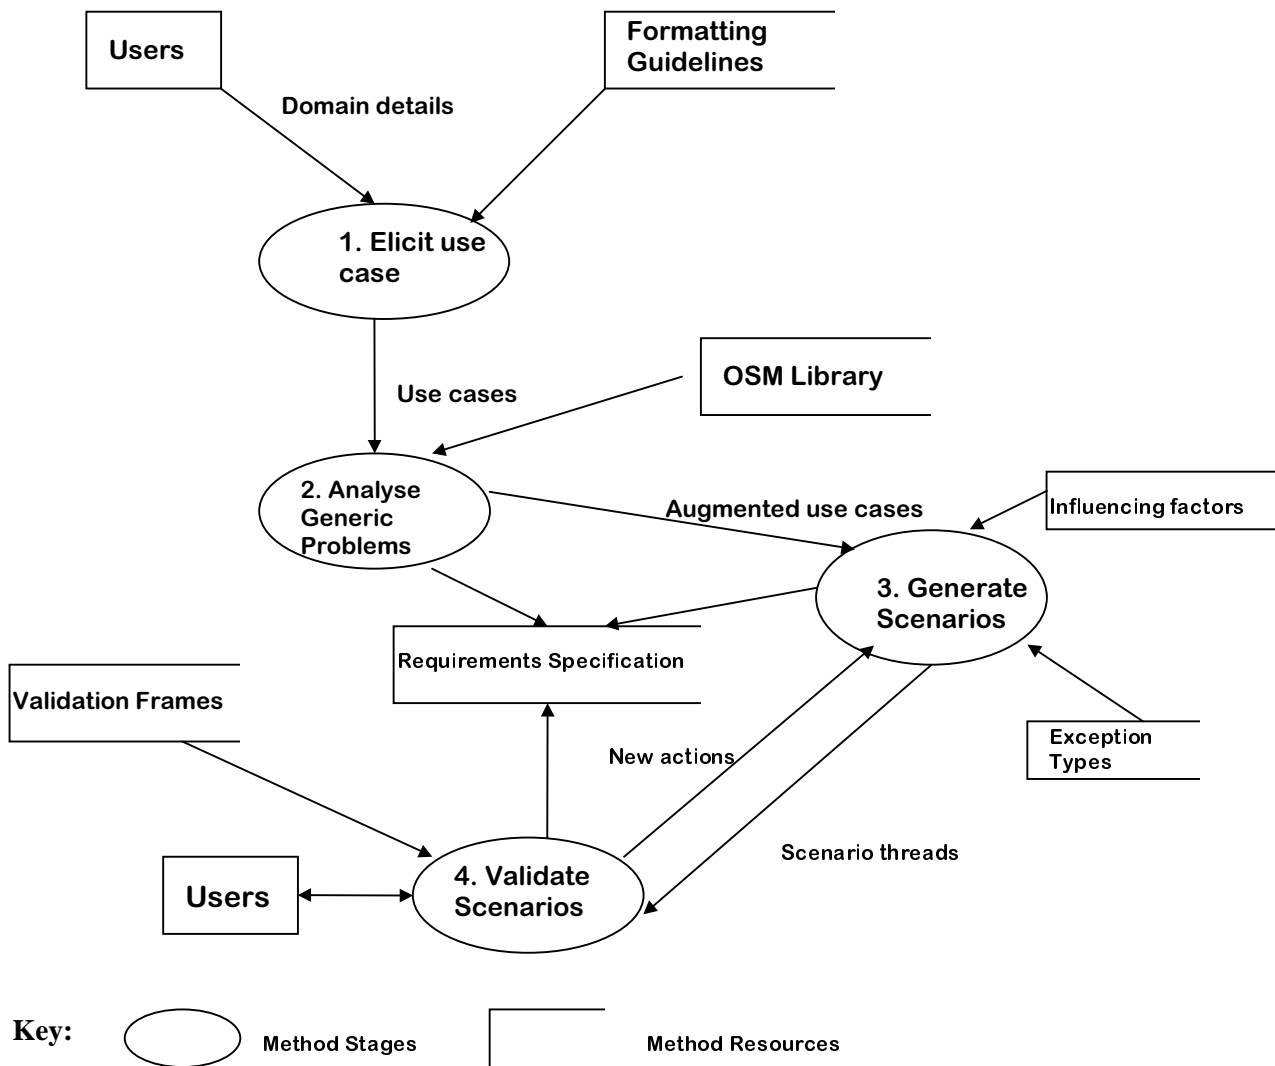 Users
Formatting
Guidelines
Domain details
1. Elicit use
case
Use cases
OSM Library
2. Analyse
Generic
Problems
Augmented use cases
Influencing factors
3. Generate
Scenarios
Requirements Specification
Validation Frames
New actions
Exception
Types
Scenario threads
Users
4. Validate
Scenarios
Key:
Method Stages
Method Resources